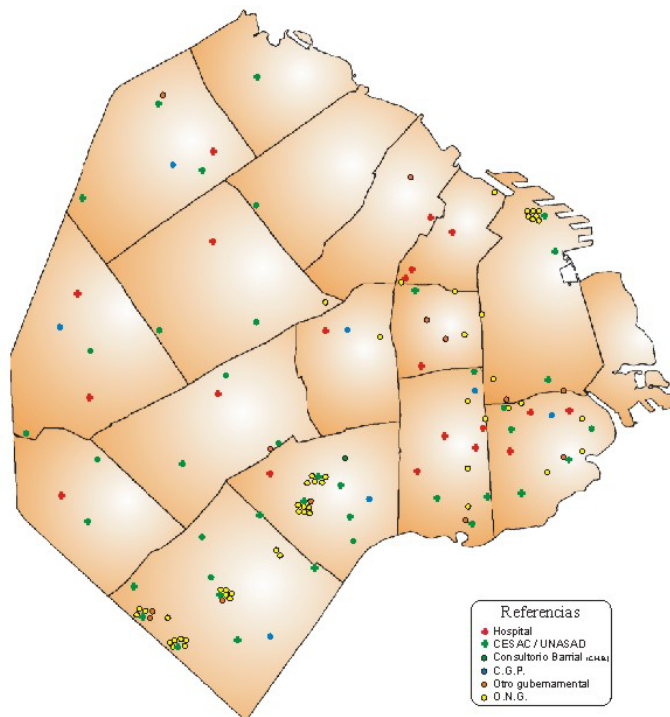 Referencias
Hospital
CESAC / UNASAD
Consultorio Barrial
C.G.P.
Otro gubernamental
O.N.G.